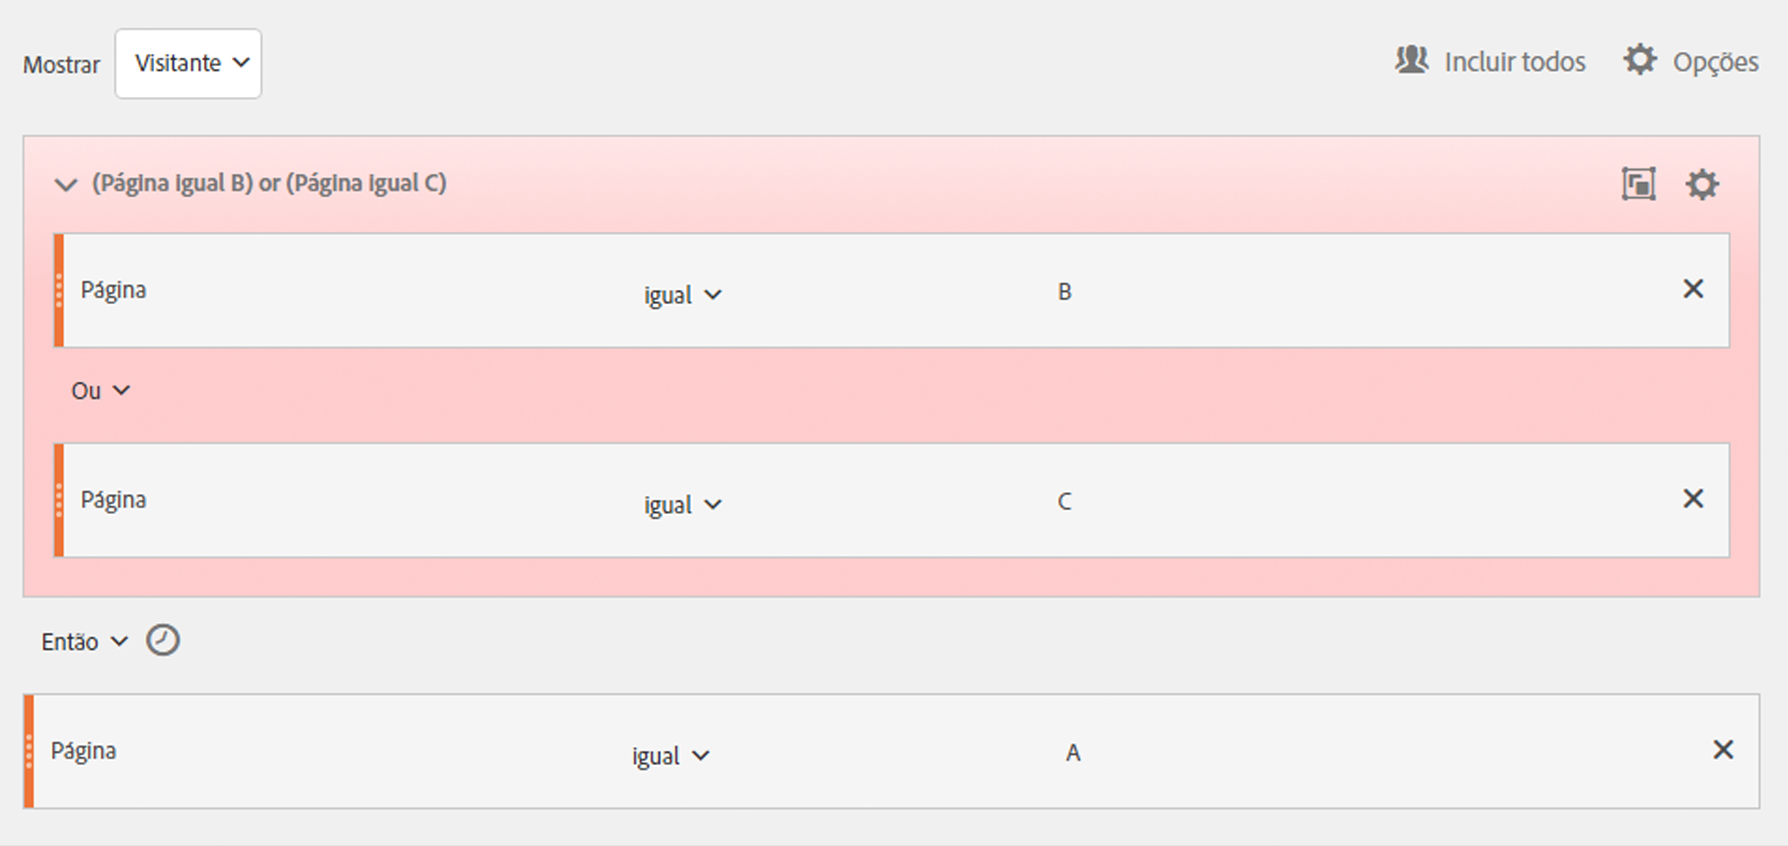 Mostrar Visitante Incluir todos Opções
(Página igual B) or (Página igual C)
Página igual B
Ou
Página igual C
Então
Página igual A